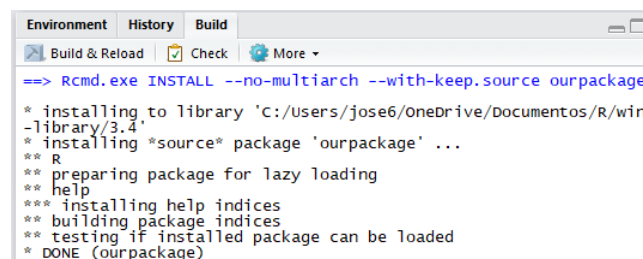 Environment History Build
Build & Reload Check More
==> Rcmd.exe INSTALL --no-multiarch --with-keep.source ourpackage
* installing to library 'C:/Users/jose6/OneDrive/Documentos/R/win
-library/3.4'
* installing *source* package 'ourpackage' ...
** R
** preparing package for lazy loading
** help
*** installing help indices
** building package indices
** testing if installed package can be loaded
* DONE (ourpackage)